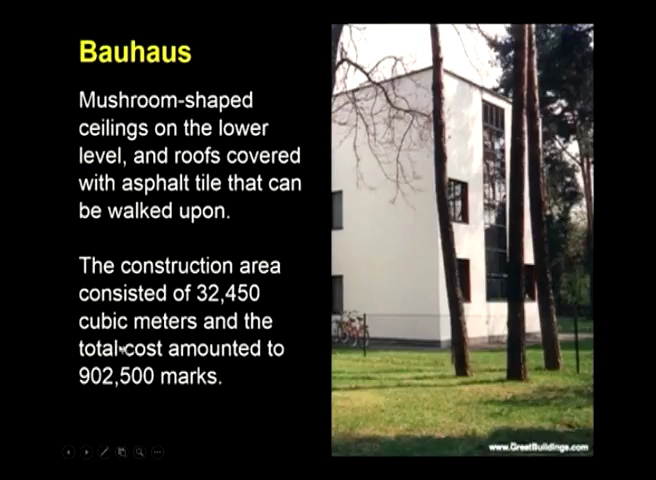 Bauhaus
Mushroom-shaped
ceilings on the lower
level, and roofs covered
with asphalt tile that can
be walked upon.
The construction area
consisted of 32,450
cubic meters and the
total cost amounted to
902,500 marks.
www.GreatBuildings.com